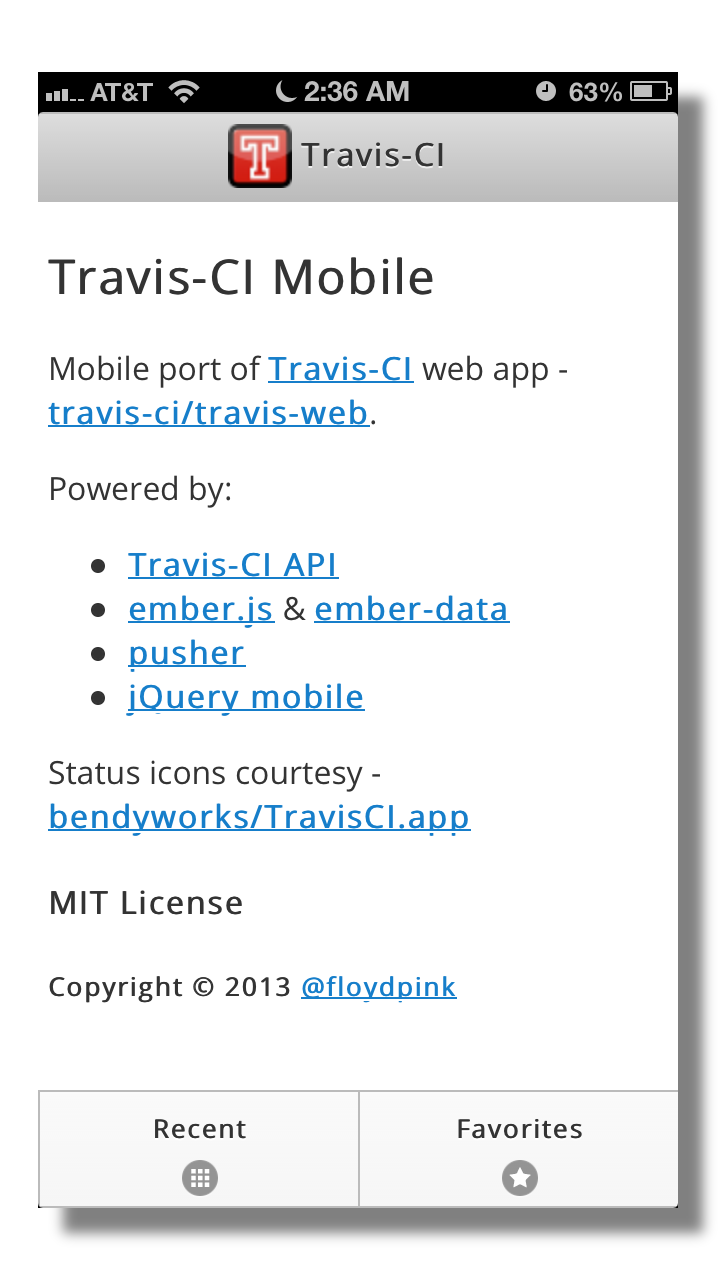 AT&T 2:36 AM 63%
T Travis-CI
Travis-CI Mobile
Mobile port of Travis-CI web app -
travis-ci/travis-web.
Powered by:
• Travis-CI API
• ember.js & ember-data
• pusher
• jQuery mobile
Status icons courtesy -
bendyworks/TravisCI.app
MIT License
Copyright © 2013 @floydpink
Recent Favorites